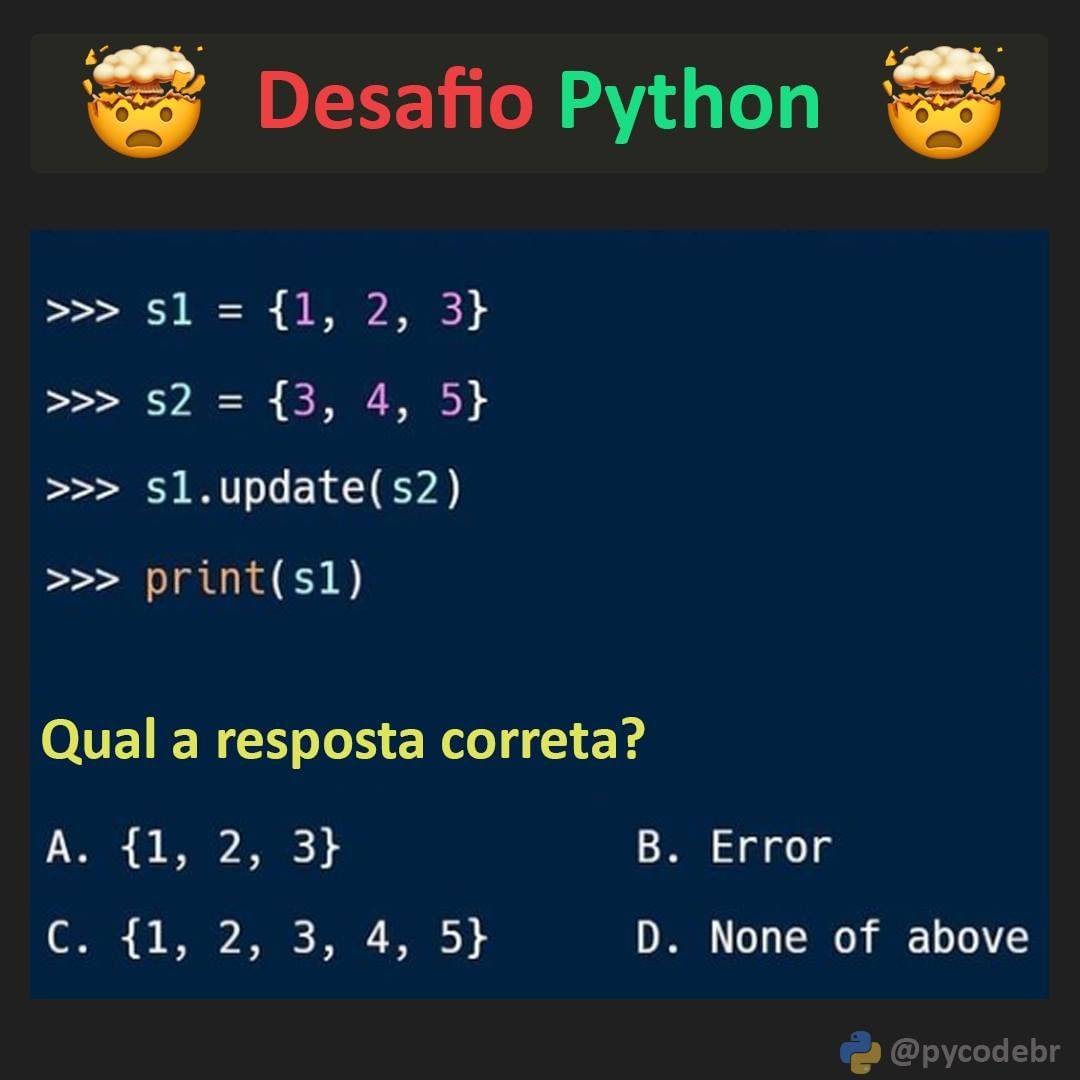 Desafio Python
>>> s1 = {1, 2, 3}
>>> s2 = {3, 4, 5}
>>> s1.update(s2)
>>> print(s1)
Qual a resposta correta?
A. {1, 2, 3} B. Error
C. {1, 2, 3, 4, 5} D. None of above
@pycodebr